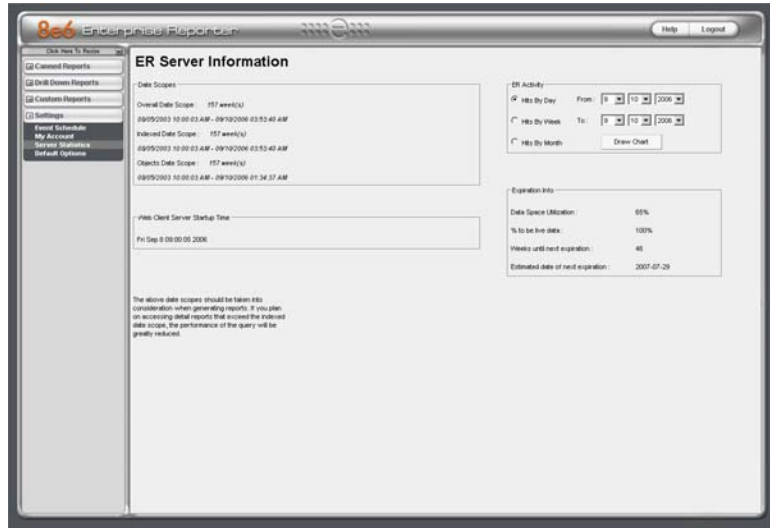 8e6 Enterprise Reporter
Help
Logout
Click Here To Resize
Canned Reports
Drill Down Reports
Custom Reports
Settings
Event Schedule
My Account
Server Statistics
Default Options
ER Server Information
Date Scopes
Overall Date Scope : 157 week(s)
09/05/2003 10:00:03 AM - 09/10/2006 03:53:40 AM
Indexed Date Scope : 157 week(s)
09/05/2003 10:00:03 AM - 09/10/2006 03:53:40 AM
Objects Date Scope : 157 week(s)
09/05/2003 10:00:03 AM - 09/10/2006 01:34:37 AM
Web Client Server Startup Time
Fri Sep 8 09:00:05 2006
The above date scopes should be taken into
consideration when generating reports. If you plan
on accessing detail reports that exceed the indexed
date scope, the performance of the query will be
greatly reduced.
ER Activity
Hits By Day From : 9 10 2006
Hits By Week To : 9 10 2006
Hits By Month Draw Chart
Expiration Info
Data Space Utilization : 65%
% to be live data : 100%
Weeks until next expiration : 46
Estimated date of next expiration : 2007-07-29